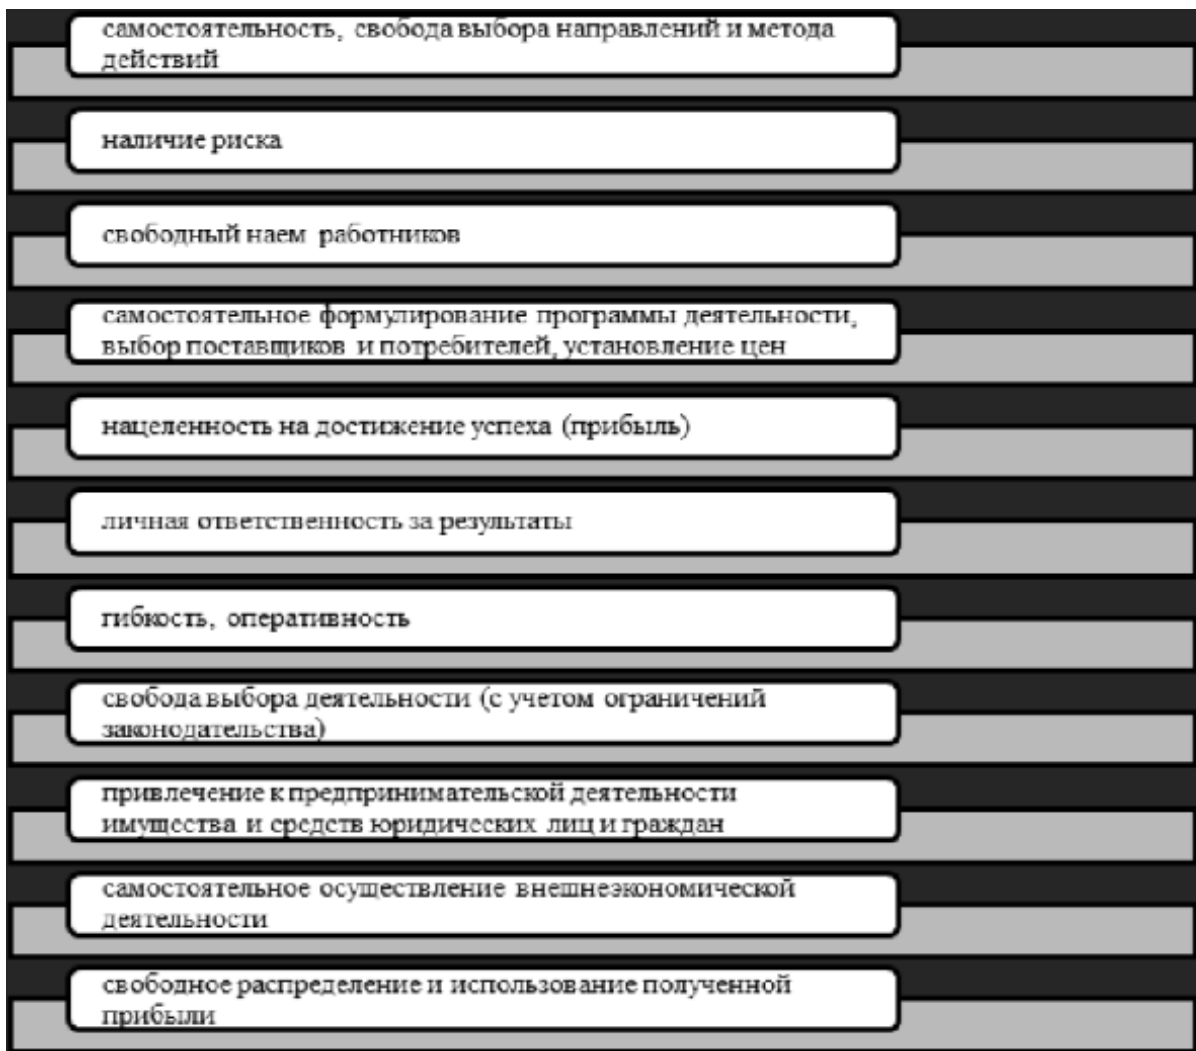 самостоятельность, свобода выбора направлений и метода
действий
наличие риска
свободный наем работников
самостоятельное формулирование программы деятельности,
выбор поставщиков и потребителей, установление цен
нацеленность на достижение успеха (прибыль)
личная ответственность за результаты
гибкость, оперативность
свобода выбора деятельности (с учетом ограничений
законодательства)
привлечение к предпринимательской деятельности
имущества и средств юридических лиц и граждан
самостоятельное осуществление внешнеэкономической
деятельности
свободное распределение и использование полученной
прибыли